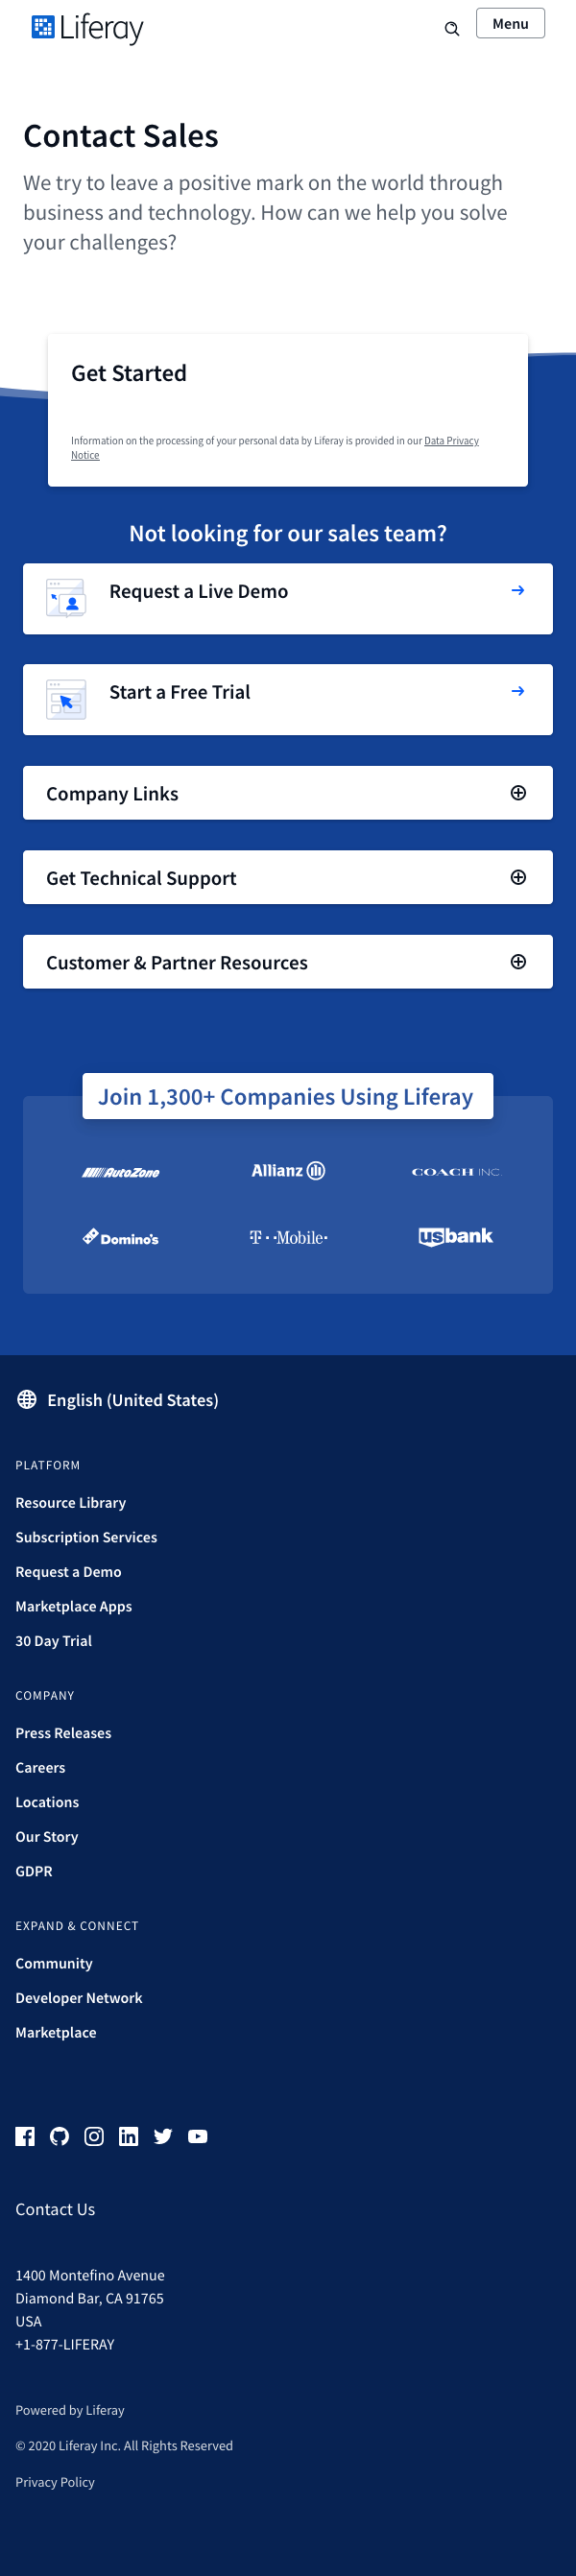 Liferay
Menu
Contact Sales
We try to leave a positive mark on the world through
business and technology. How can we help you solve
your challenges?
Get Started
Information on the processing of your personal data by Liferay is provided in our Data Privacy
Notice
Not looking for our sales team?
Request a Live Demo
Start a Free Trial
Company Links
Get Technical Support
Customer & Partner Resources
Join 1,300+ Companies Using Liferay
AutoZone
Allianz
COACH INC.
Domino's
T··Mobile·
usbank
English (United States)
PLATFORM
Resource Library
Subscription Services
Request a Demo
Marketplace Apps
30 Day Trial
COMPANY
Press Releases
Careers
Locations
Our Story
GDPR
EXPAND & CONNECT
Community
Developer Network
Marketplace
Contact Us
1400 Montefino Avenue
Diamond Bar, CA 91765
USA
+1-877-LIFERAY
Powered by Liferay
© 2020 Liferay Inc. All Rights Reserved
Privacy Policy